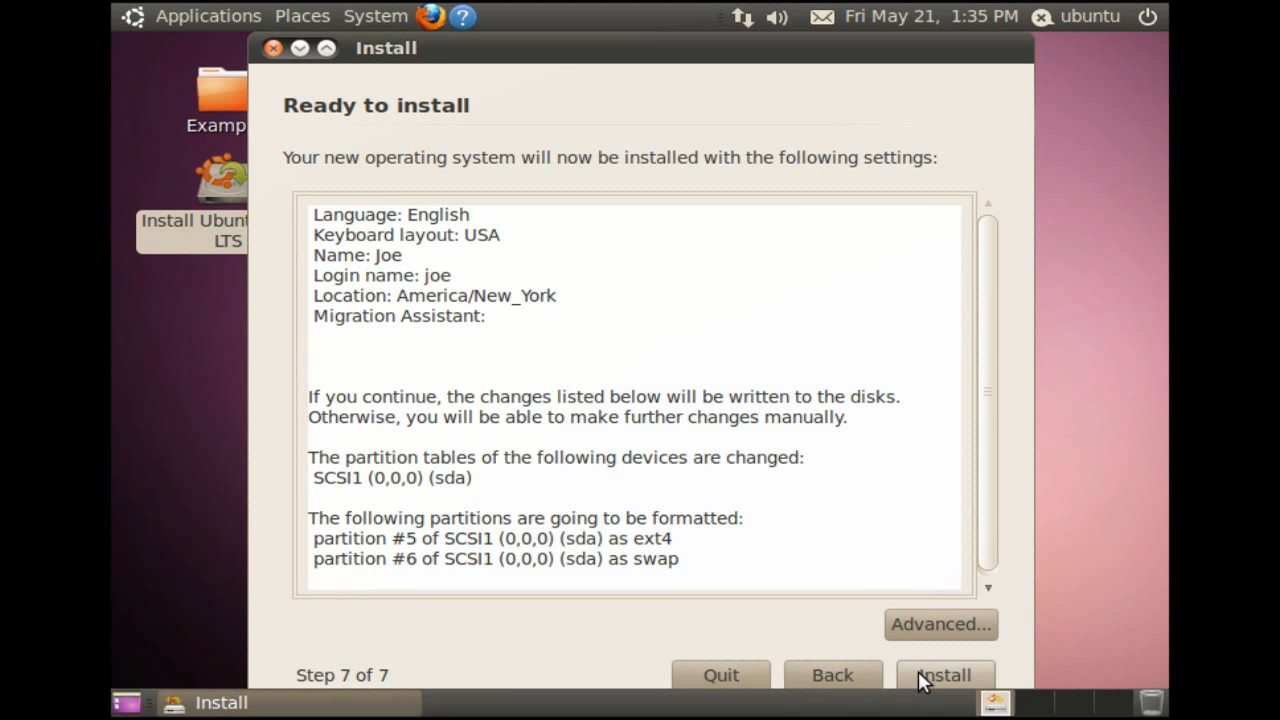 Applications Places System ? Fri May 21, 1:35 PM ubuntu
Install
Examp
Install Ubunt
LTS
Ready to install
Your new operating system will now be installed with the following settings:
Language: English
Keyboard layout: USA
Name: Joe
Login name: joe
Location: America/New_York
Migration Assistant:
If you continue, the changes listed below will be written to the disks.
Otherwise, you will be able to make further changes manually.
The partition tables of the following devices are changed:
SCSI1 (0,0,0) (sda)
The following partitions are going to be formatted:
partition #5 of SCSI1 (0,0,0) (sda) as ext4
partition #6 of SCSI1 (0,0,0) (sda) as swap
Advanced...
Step 7 of 7 Quit Back Install
Install